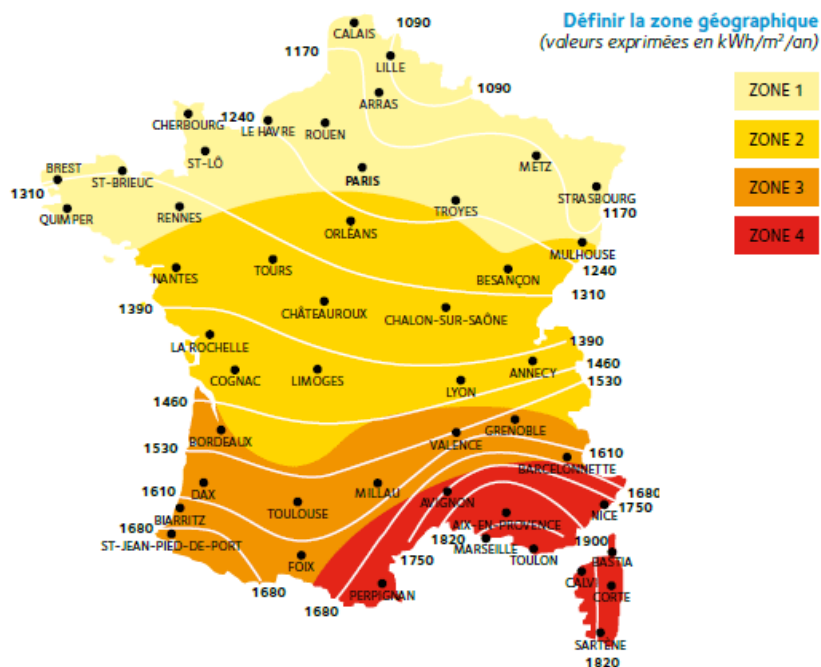 Définir la zone géographique
(valeurs exprimées en kWh/m²/an)
ZONE 1
ZONE 2
ZONE 3
ZONE 4
1090
CALAIS
1170
LILLE
1090
ARRAS
CHERBOURG
1240
LE HAVRE
ROUEN
ST-LÔ
METZ
BREST
ST-BRIEUC
PARIS
1310
STRASBOURG
QUIMPER
RENNES
TROYES
1170
ORLÉANS
MULHOUSE
NANTES
TOURS
BESANÇON
1240
1310
1390
CHÂTEAUROUX
CHALON-SUR-SAÔNE
LA ROCHELLE
1390
1460
COGNAC
LIMOGES
ANNECY
LYON
1530
1460
BORDEAUX
VALENCE
GRENOBLE
1530
1610
BARCELONNETTE
1610
DAX
MILLAU
AVIGNON
1680
BIARRITZ
TOULOUSE
NICE
1750
1680
AIX-EN-PROVENCE
ST-JEAN-PIED-DE-PORT
1820
MARSEILLE
1900
TOULON
FOIX
1750
BASTIA
CALVI
1680
1680
PERPIGNAN
CORTE
SARTÈNE
1820